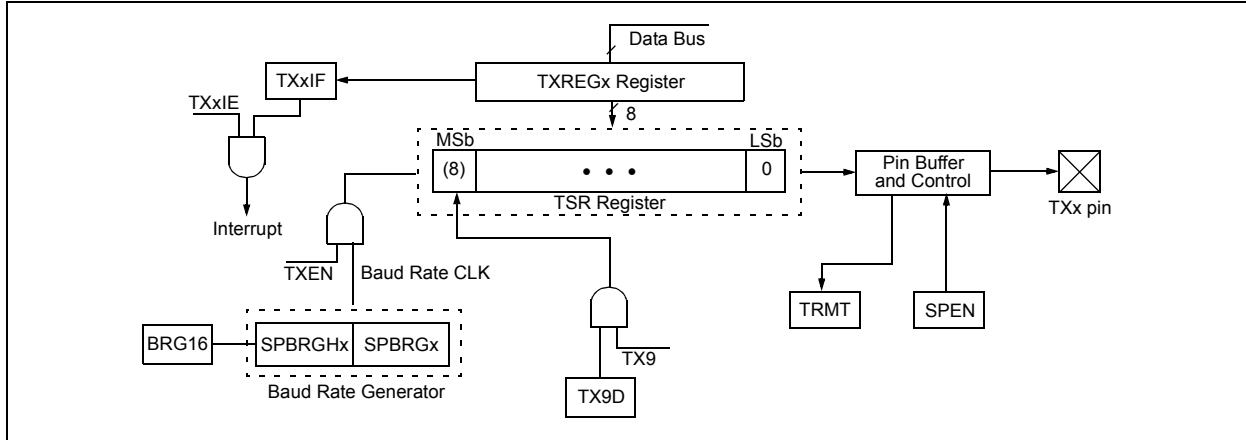 Data Bus
TXxIF
TXREGx Register
TXxIE
8
MSb
LSb
(8)
• • •
0
Pin Buffer
and Control
TSR Register
TXx pin
Interrupt
TXEN
Baud Rate CLK
TRMT
SPEN
BRG16
SPBRGHx
SPBRGx
TX9
Baud Rate Generator
TX9D